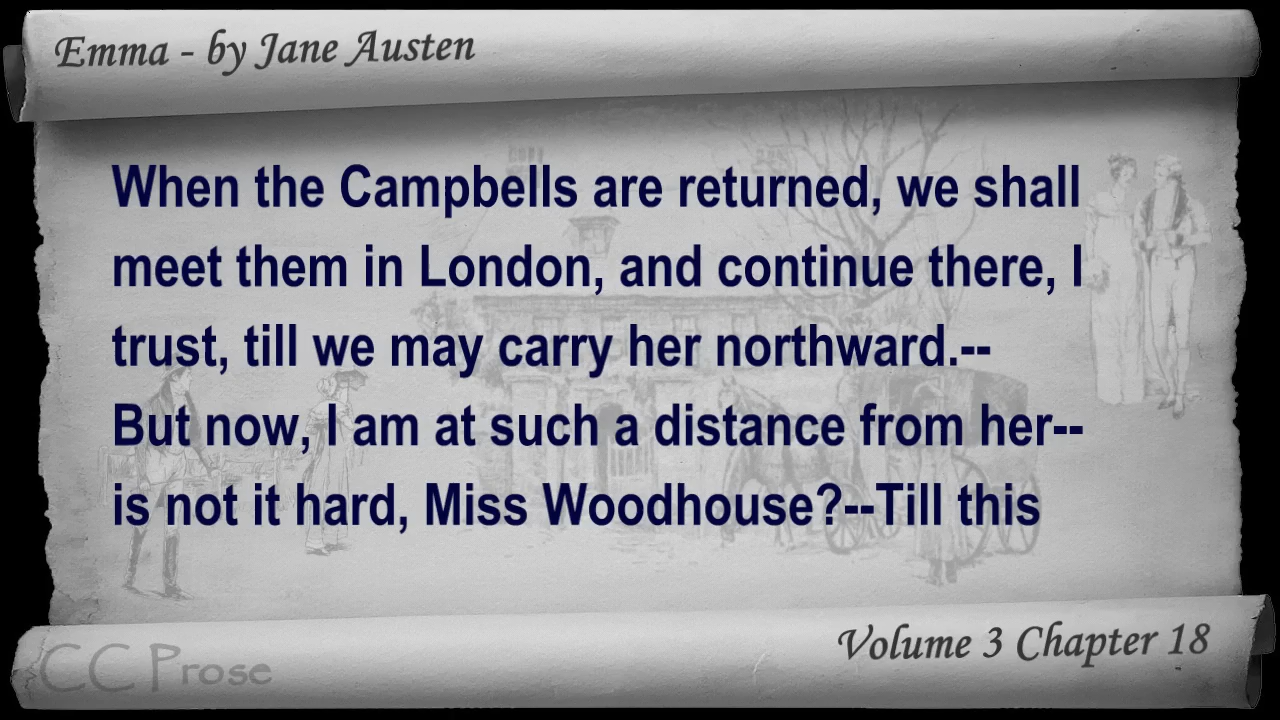 Emma - by Jane Austen
When the Campbells are returned, we shall
meet them in London, and continue there, I
trust, till we may carry her northward.--
But now, I am at such a distance from her--
is not it hard, Miss Woodhouse?--Till this
Volume 3 Chapter 18
CC Prose